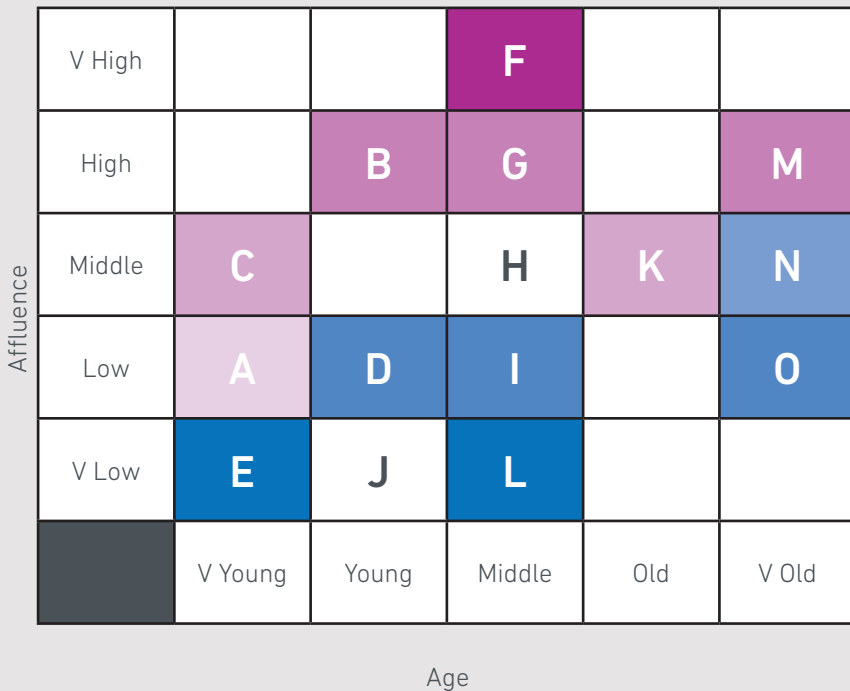 V High F
High B G M
Affluence
Middle C H K N
Low A D I O
V Low E J L
V Young Young Middle Old V Old
Age